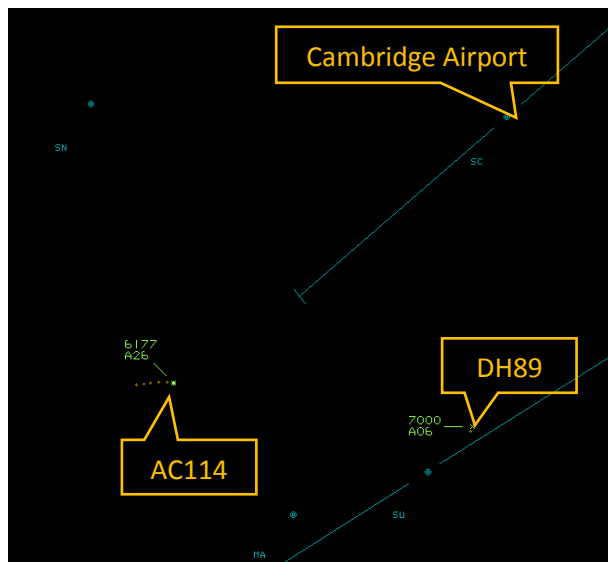 Cambridge Airport
SN
SC
6177
A26
DH89
7000
A06
AC114
SU
MA